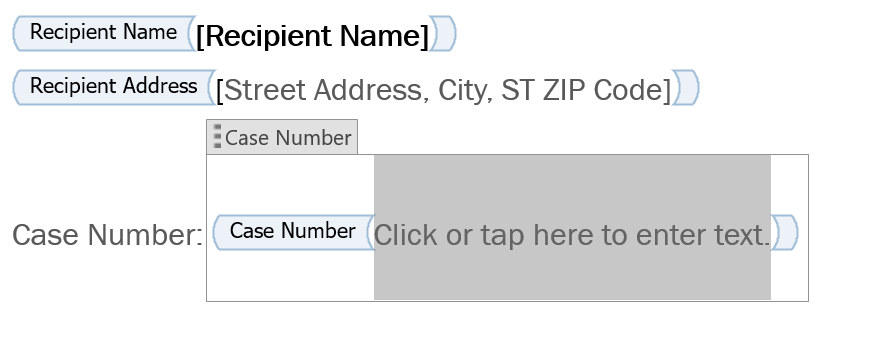 Recipient Name [Recipient Name]
Recipient Address [Street Address, City, ST ZIP Code]
Case Number
Case Number: Case Number Click or tap here to enter text.